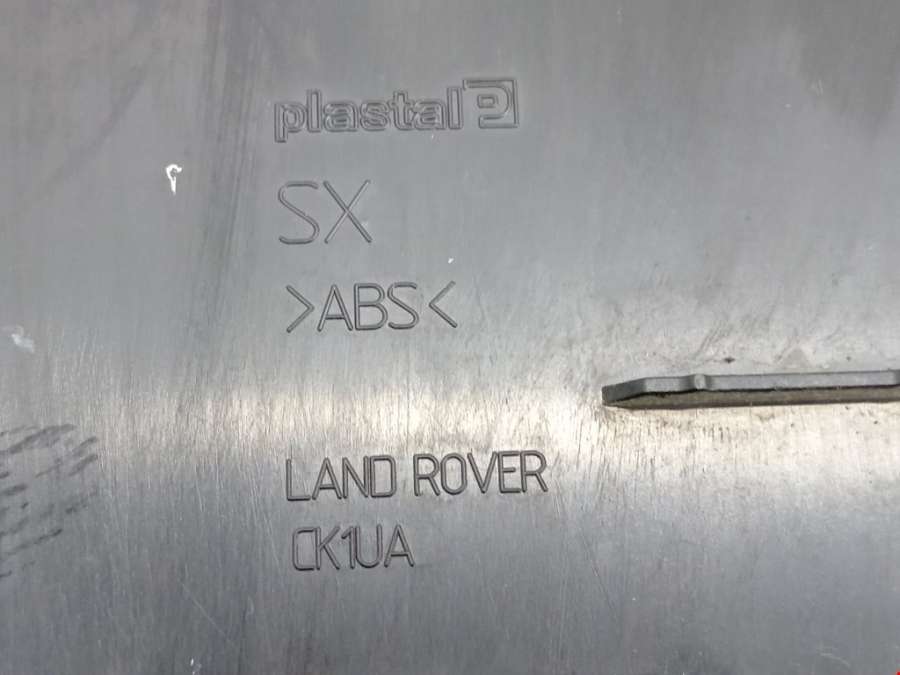 plastal
SX
>ABS<
LAND ROVER
CK1UA